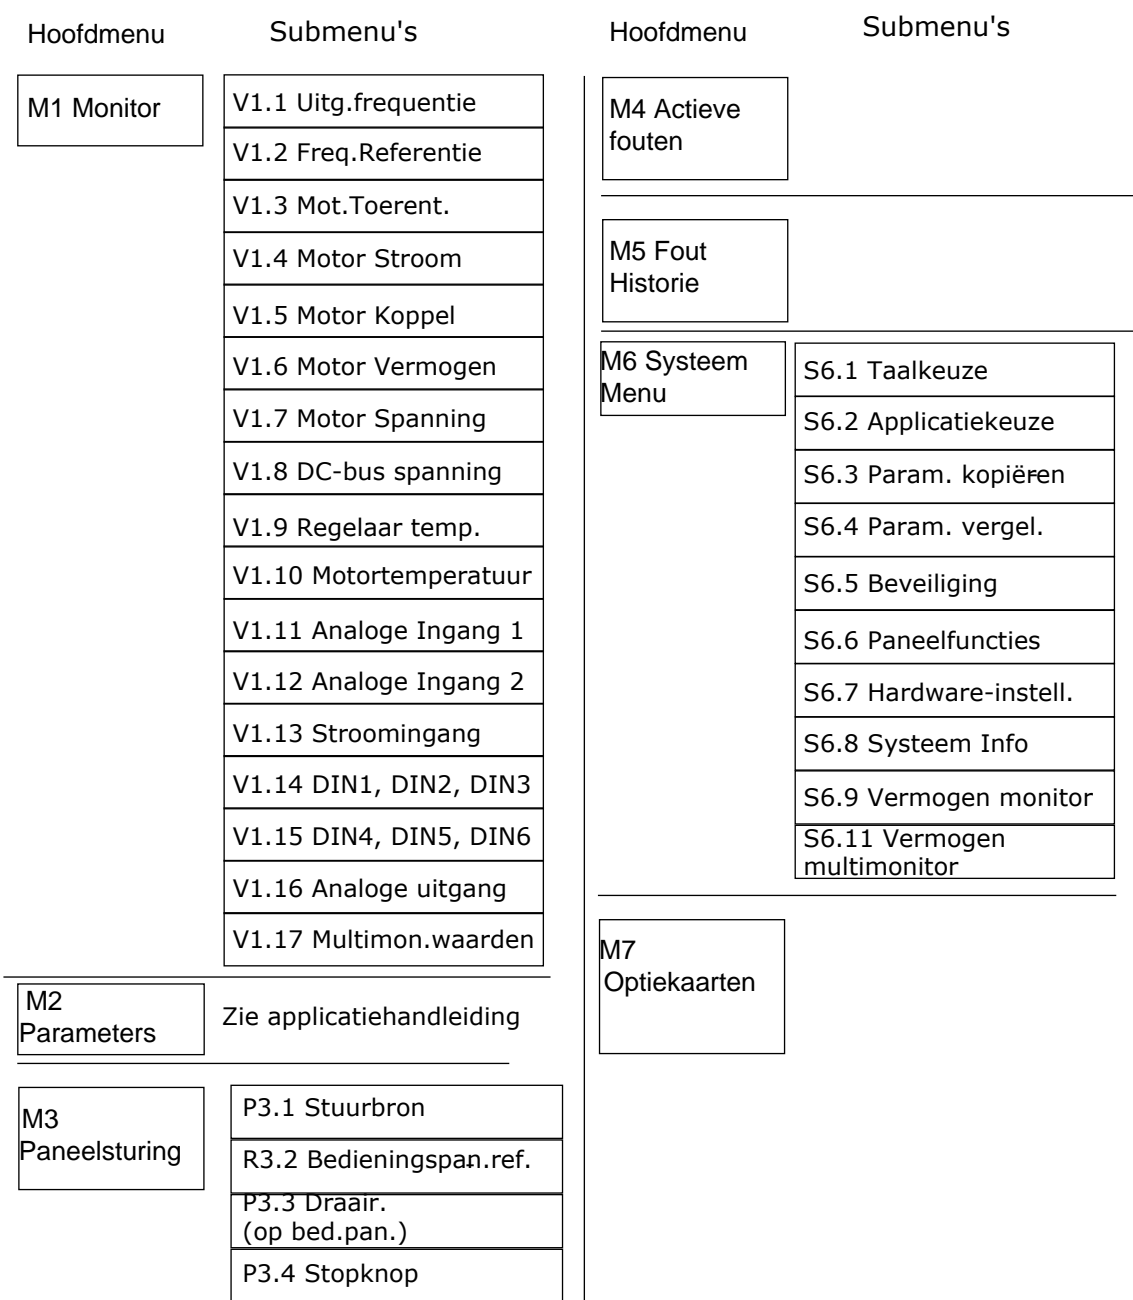 Hoofdmenu
Submenu's
M1 Monitor
V1.1 Uitg.frequentie
V1.2 Freq.Referentie
V1.3 Mot.Toerent.
V1.4 Motor Stroom
V1.5 Motor Koppel
V1.6 Motor Vermogen
V1.7 Motor Spanning
V1.8 DC-bus spanning
V1.9 Regelaar temp.
V1.10 Motortemperatuur
V1.11 Analoge Ingang 1
V1.12 Analoge Ingang 2
V1.13 Stroomingang
V1.14 DIN1, DIN2, DIN3
V1.15 DIN4, DIN5, DIN6
V1.16 Analoge uitgang
V1.17 Multimon.waarden
M2
Parameters
Zie applicatiehandleiding
M3
Paneelsturing
P3.1 Stuurbron
R3.2 Bedieningspan.ref.
P3.3 Draair.
(op bed.pan.)
P3.4 Stopknop
Hoofdmenu
Submenu's
M4 Actieve
fouten
M5 Fout
Historie
M6 Systeem
Menu
S6.1 Taalkeuze
S6.2 Applicatiekeuze
S6.3 Param. kopiëren
S6.4 Param. vergel.
S6.5 Beveiliging
S6.6 Paneelfuncties
S6.7 Hardware-instell.
S6.8 Systeem Info
S6.9 Vermogen monitor
S6.11 Vermogen
multimonitor
M7
Optiekaarten